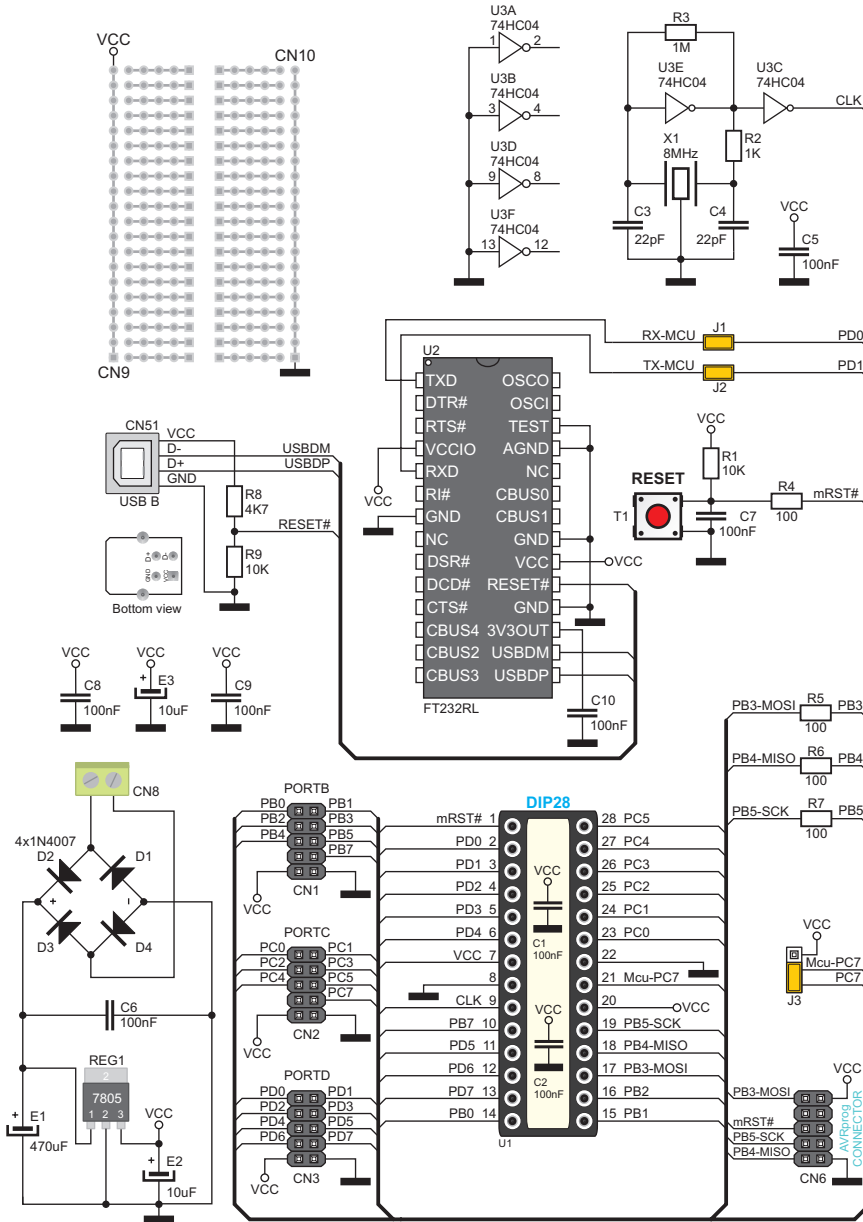 VCC
CN10
CN9
U3A
74HC04
1
2
U3B
74HC04
3
4
U3D
74HC04
9
8
U3F
74HC04
13
12
R3
1M
U3E
74HC04
U3C
74HC04
CLK
X1
8MHz
R2
1K
C3
22pF
C4
22pF
VCC
C5
100nF
RX-MCU
J1
PD0
TX-MCU
J2
PD1
U2
TXD
OSCO
DTR#
OSCI
RTS#
TEST
VCCIO
AGND
RXD
NC
RI#
CBUS0
GND
CBUS1
NC
GND
DSR#
VCC
DCD#
RESET#
CTS#
GND
CBUS4
3V3OUT
CBUS2
USBDM
CBUS3
USBDP
FT232RL
VCC
VCC
C10
100nF
CN51
VCC
D-
USBDM
D+
USBDP
GND
USB B
R8
4K7
RESET#
R9
10K
D+
D-
GND
VCC
Bottom view
VCC
R1
10K
RESET
T1
C7
100nF
R4
100
mRST#
VCC
C8
100nF
VCC
+
E3
10uF
VCC
C9
100nF
PB3-MOSI
R5
100
PB3
PB4-MISO
R6
100
PB4
PB5-SCK
R7
100
PB5
CN8
4x1N4007
D2
D1
+
-
D3
D4
C6
100nF
REG1
2
7805
1
2
3
VCC
+
E1
470uF
+
E2
10uF
PORTB
PB0
PB1
PB2
PB3
PB4
PB5
PB7
CN1
VCC
PORTC
PC0
PC1
PC2
PC3
PC4
PC5
PC7
CN2
VCC
PORTD
PD0
PD1
PD2
PD3
PD4
PD5
PD6
PD7
CN3
VCC
DIP28
mRST# 1
28 PC5
PD0 2
27 PC4
PD1 3
26 PC3
PD2 4
25 PC2
PD3 5
24 PC1
PD4 6
23 PC0
VCC 7
22
8
21 Mcu-PC7
CLK 9
20
VCC
PB7 10
19 PB5-SCK
PD5 11
18 PB4-MISO
PD6 12
17 PB3-MOSI
PD7 13
16 PB2
PB0 14
15 PB1
VCC
C1
100nF
VCC
C2
100nF
U1
VCC
Mcu-PC7
PC7
J3
VCC
PB3-MOSI
mRST#
PB5-SCK
PB4-MISO
CN6
AVRprog
CONNECTOR